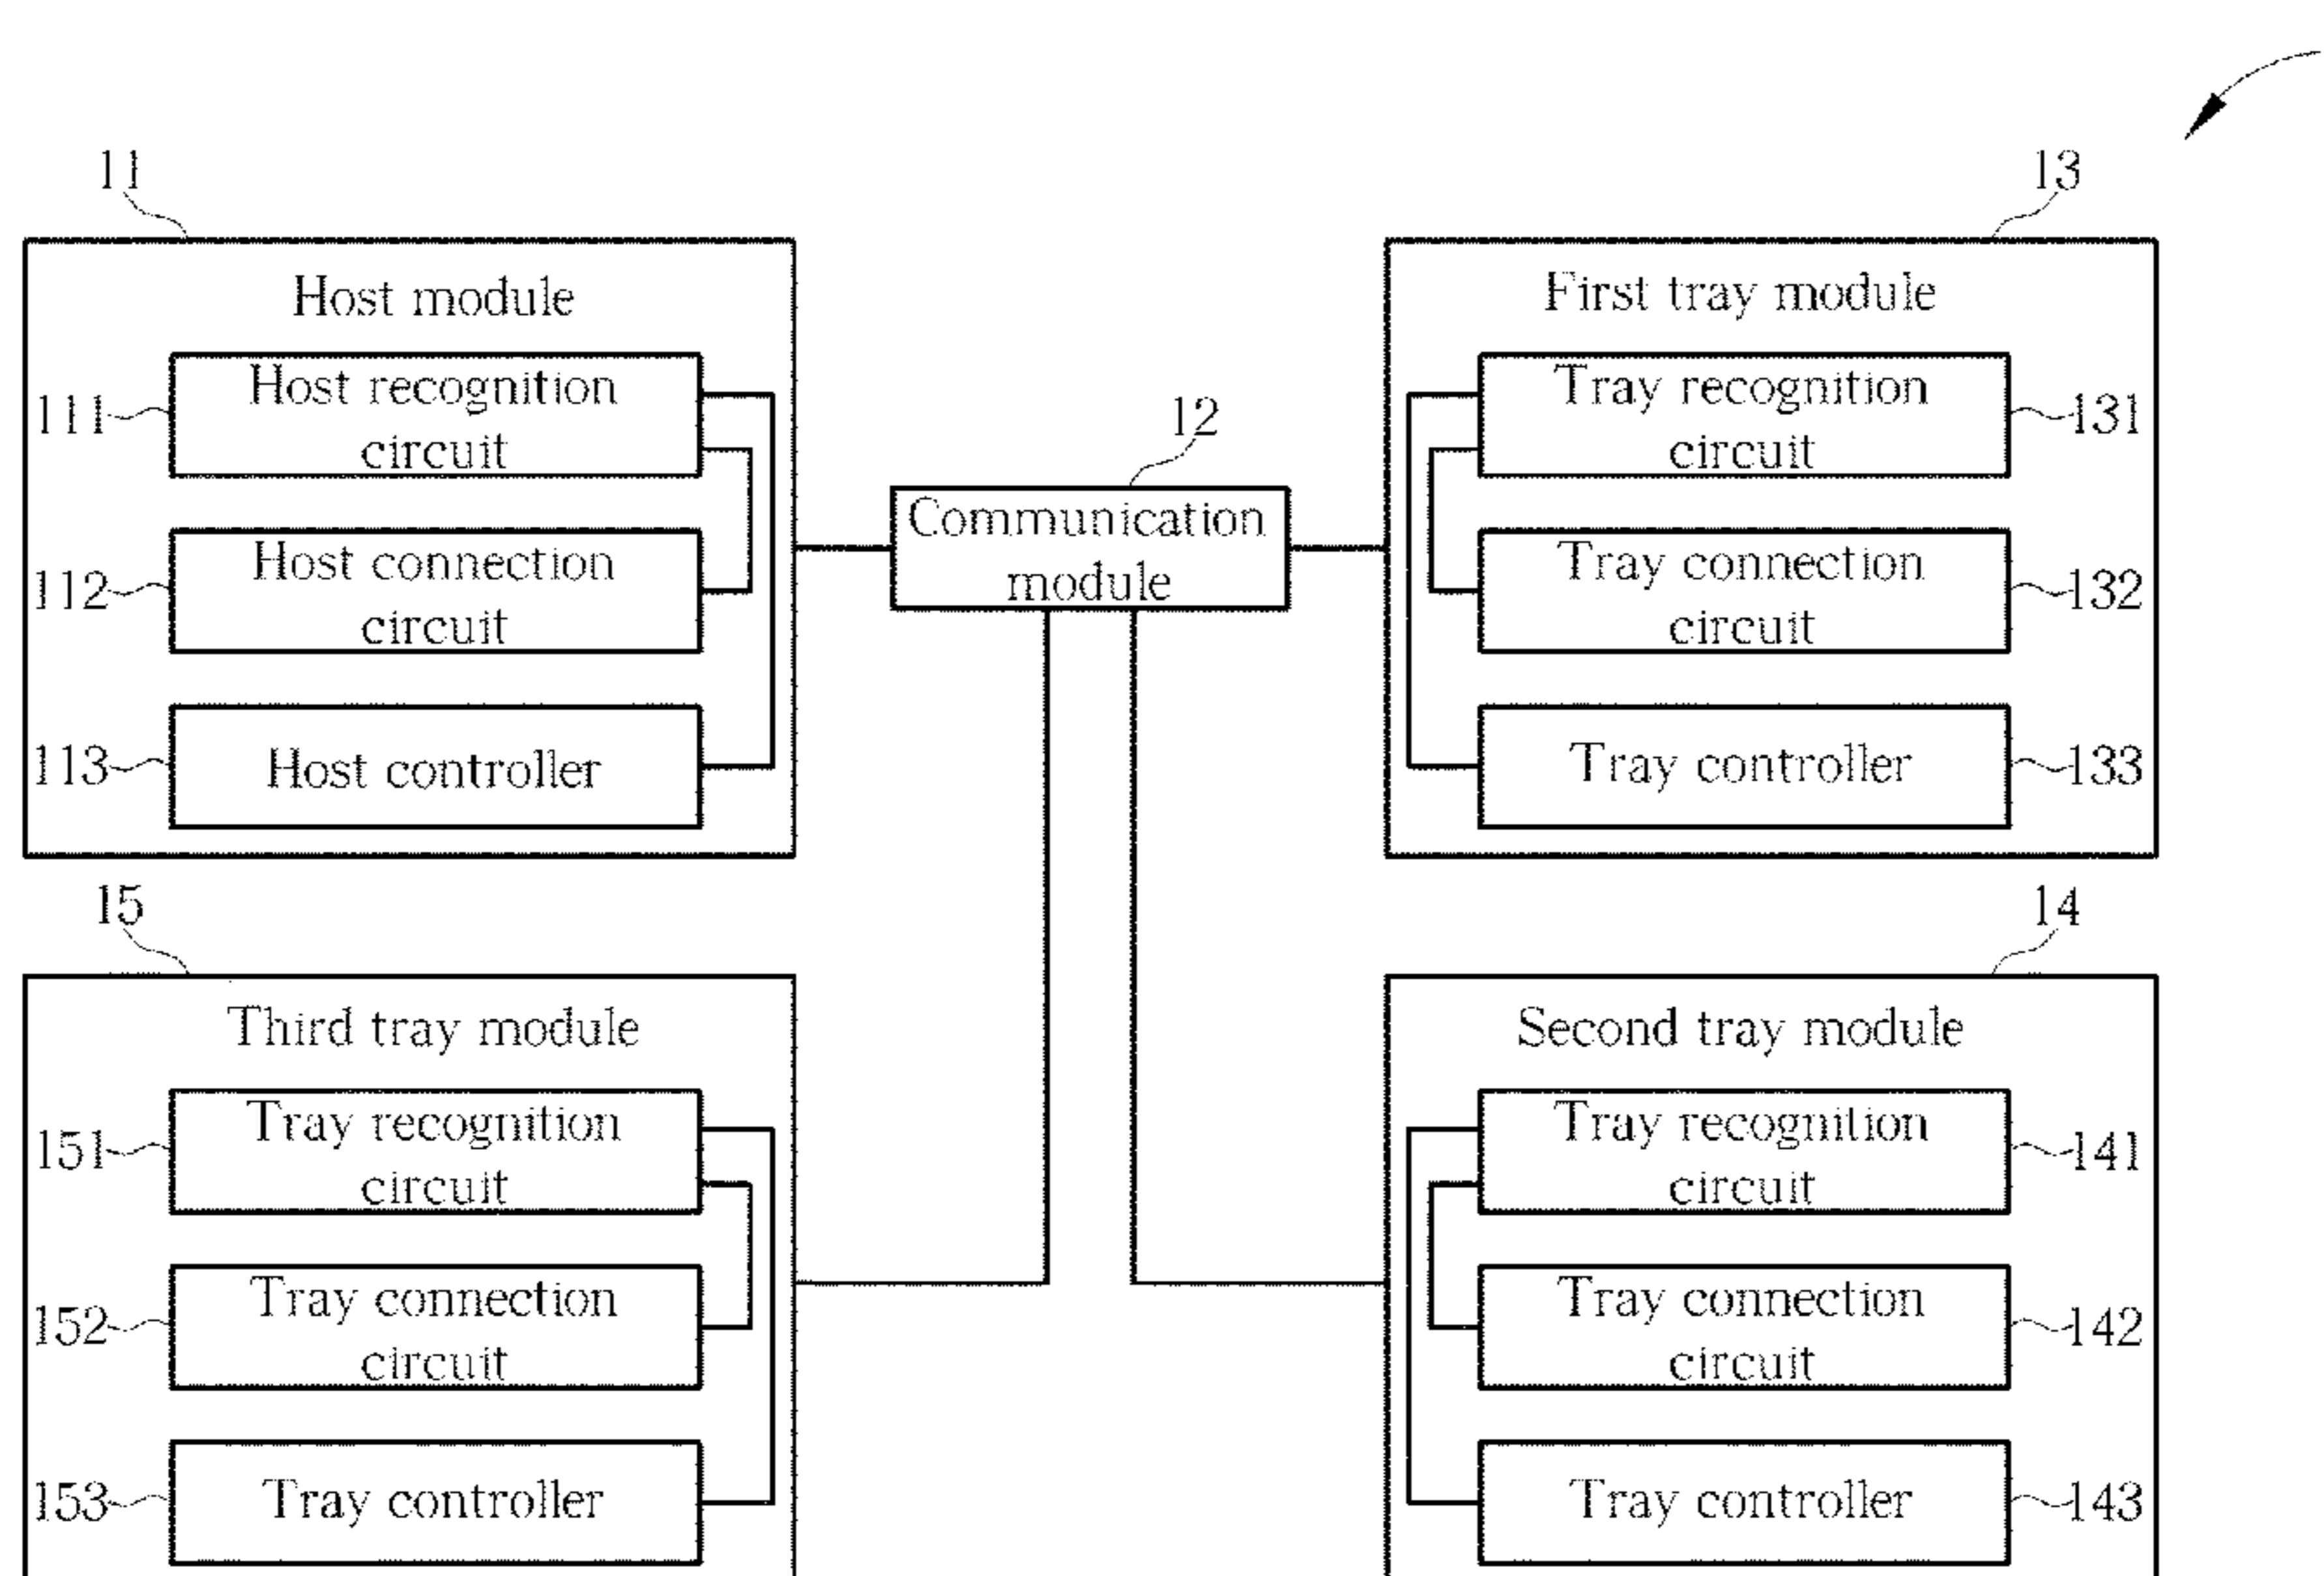 11
Host module
111
Host recognition
circuit
112
Host connection
circuit
113
Host controller
12
Communication
module
13
First tray module
Tray recognition
circuit
131
Tray connection
circuit
132
Tray controller
133
15
Third tray module
151
Tray recognition
circuit
152
Tray connection
circuit
153
Tray controller
14
Second tray module
Tray recognition
circuit
141
Tray connection
circuit
142
Tray controller
143